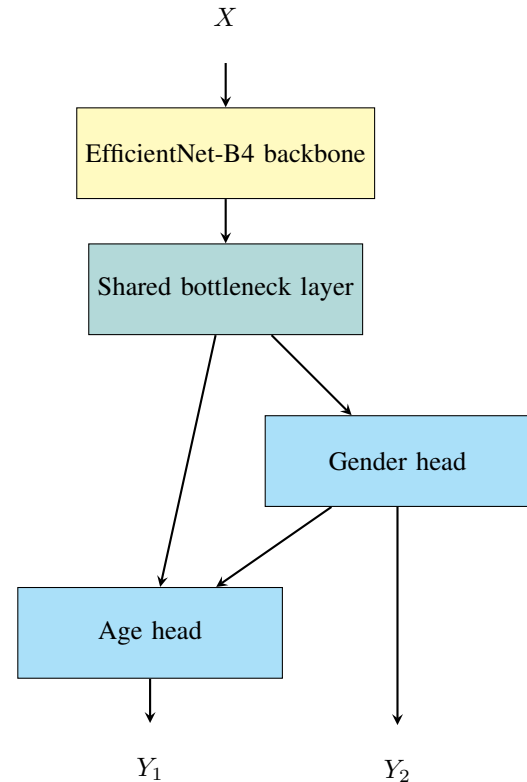 X
EfficientNet-B4 backbone
Shared bottleneck layer
Gender head
Age head
Y₁
Y₂